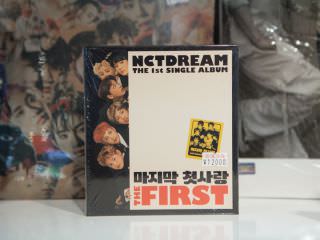 NCTDREAM
THE 1st SINGLE ALBUM
마지막 첫사랑
THE FIRST